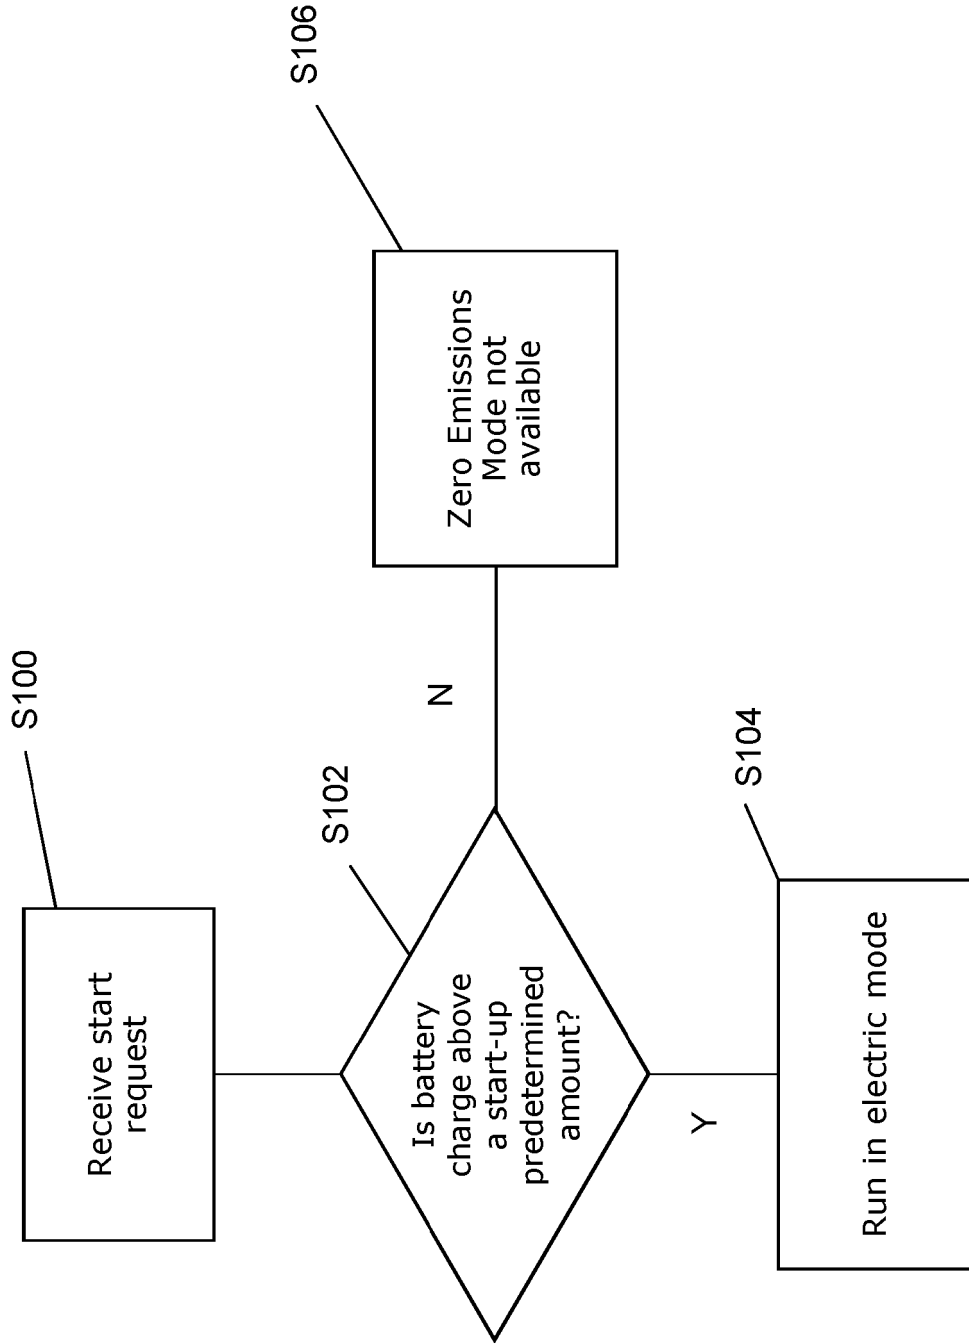 S100
Receive start
request
S102
Is battery
charge above
a start-up
predetermined
amount?
N
S106
Zero Emissions
Mode not
available
Y
S104
Run in electric mode